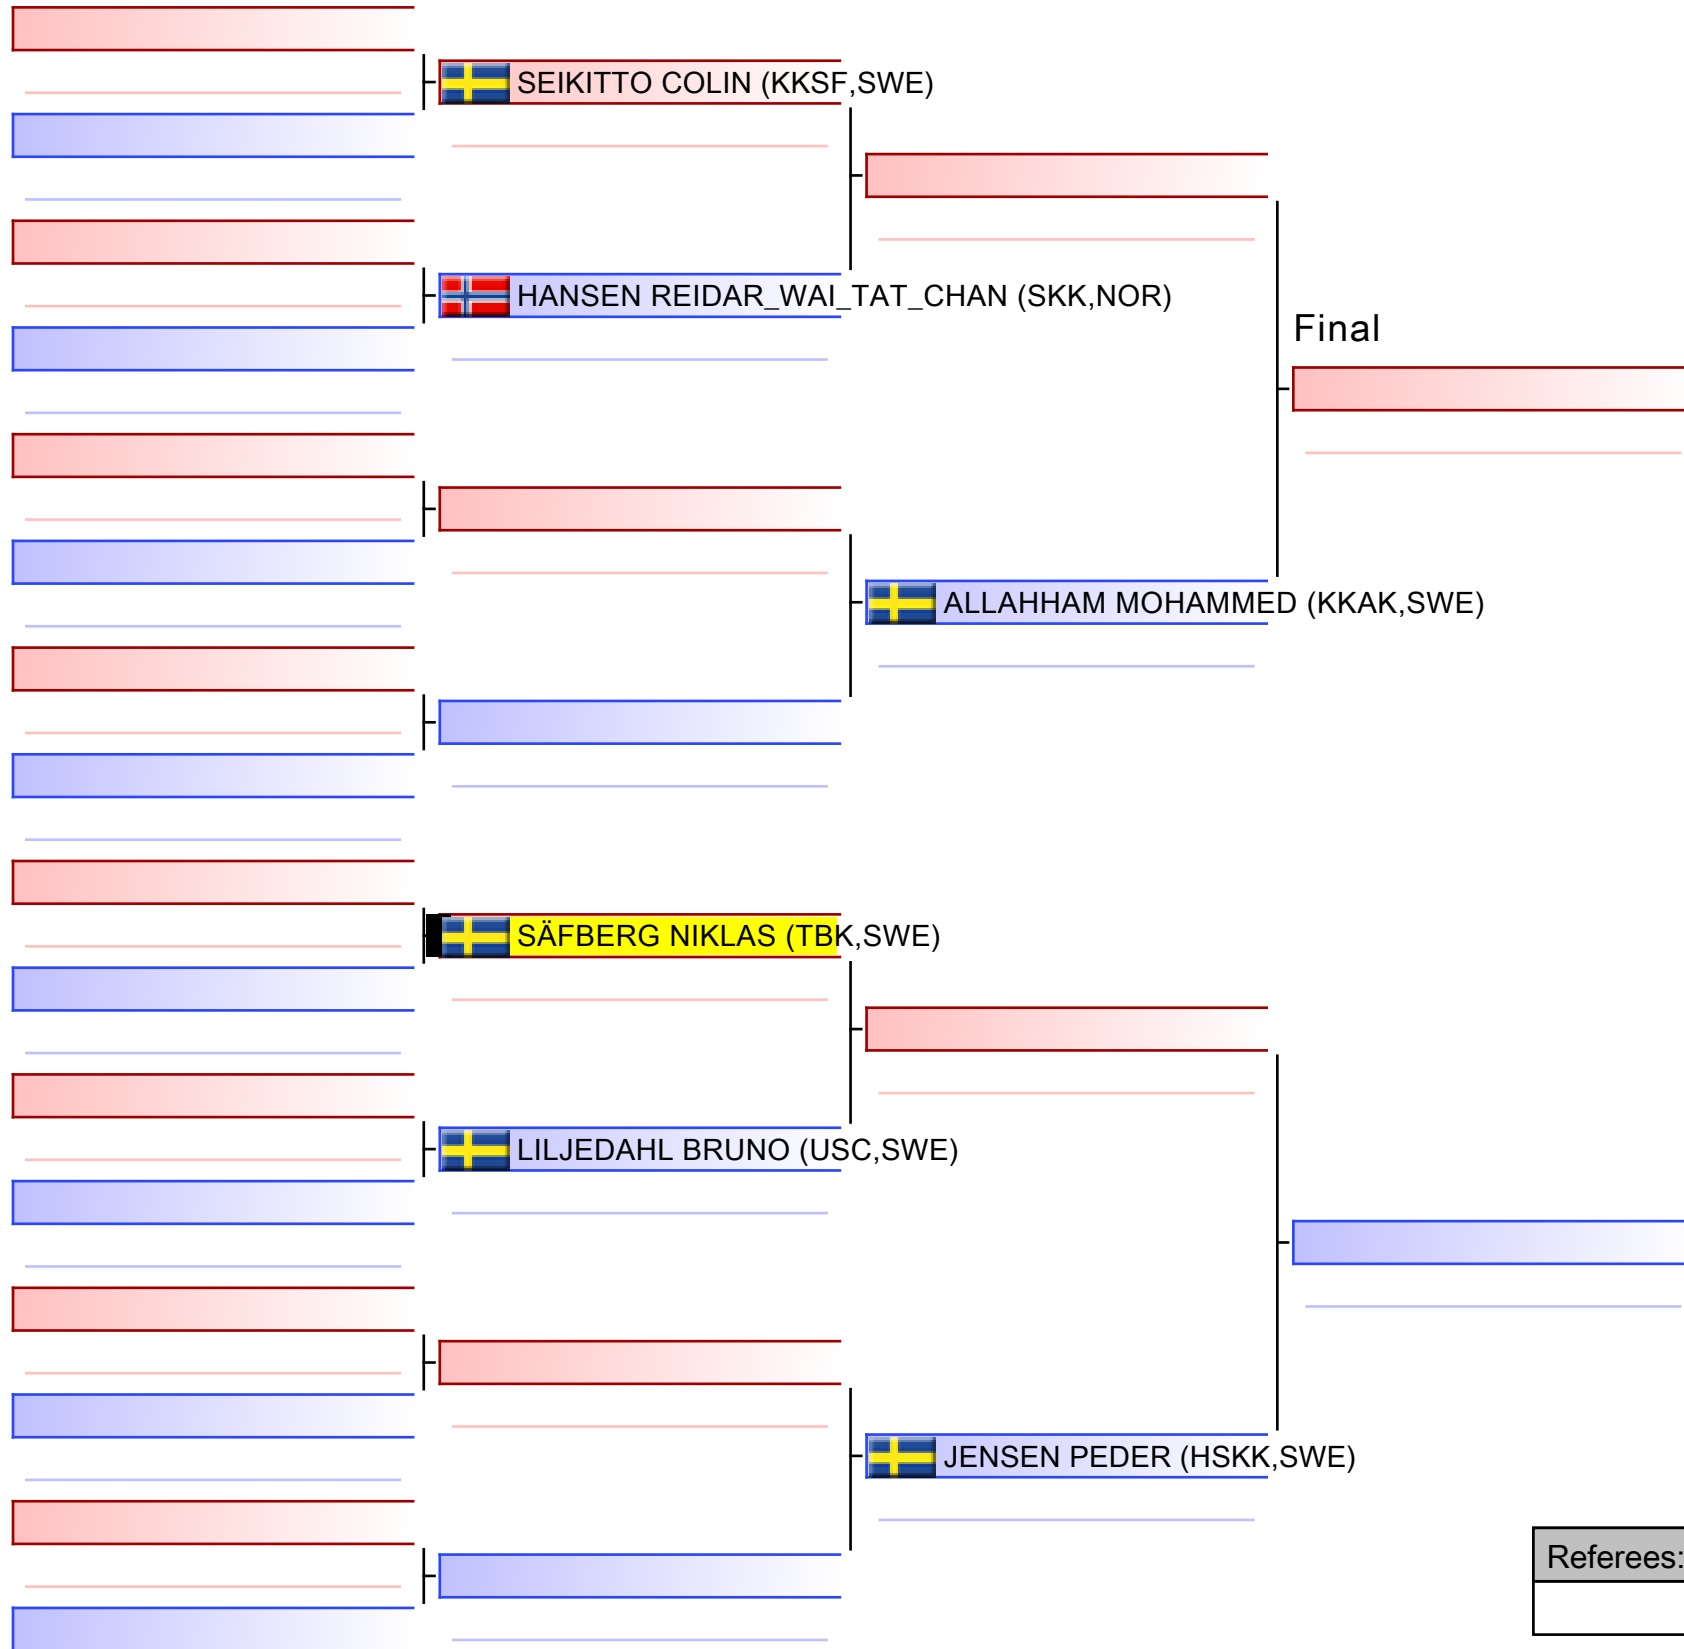 SEIKITTO COLIN (KKSF,SWE)
HANSEN REIDAR_WAI_TAT_CHAN (SKK,NOR)
Final
ALLAHHAM MOHAMMED (KKAK,SWE)
SÄFBERG NIKLAS (TBK,SWE)
LILJEDAHL BRUNO (USC,SWE)
JENSEN PEDER (HSKK,SWE)
Referees: